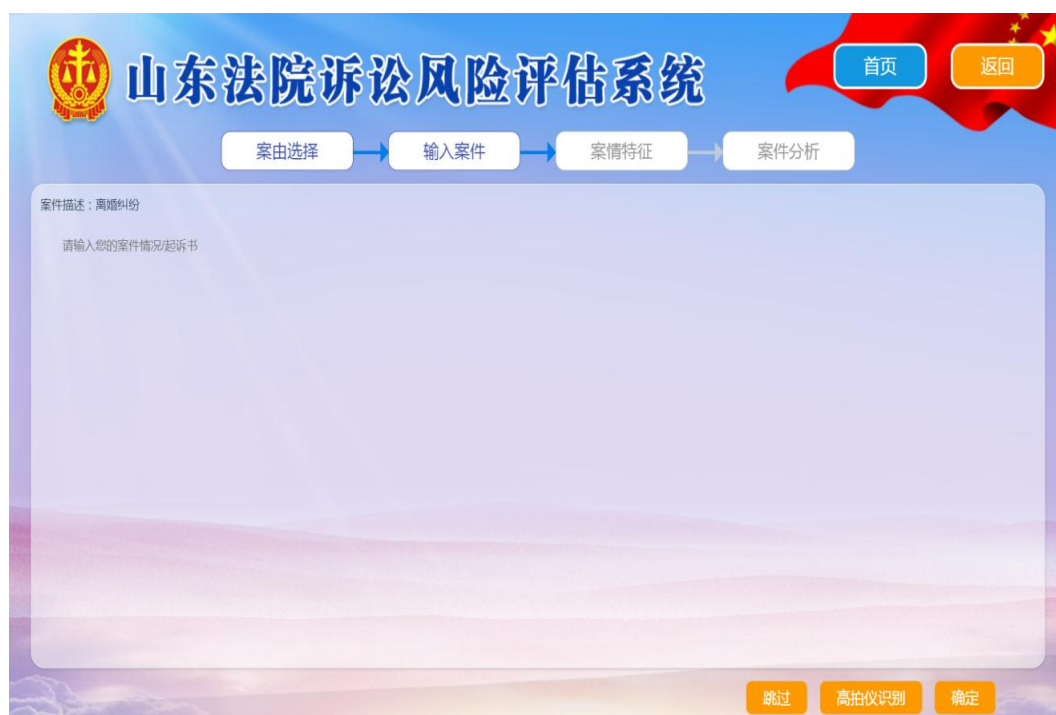 山东法院诉讼风险评估系统
首页
返回
案由选择
输入案件
案情特征
案件分析
案件描述：离婚纠纷
请输入您的案件情况/起诉书
跳过
高拍仪识别
确定